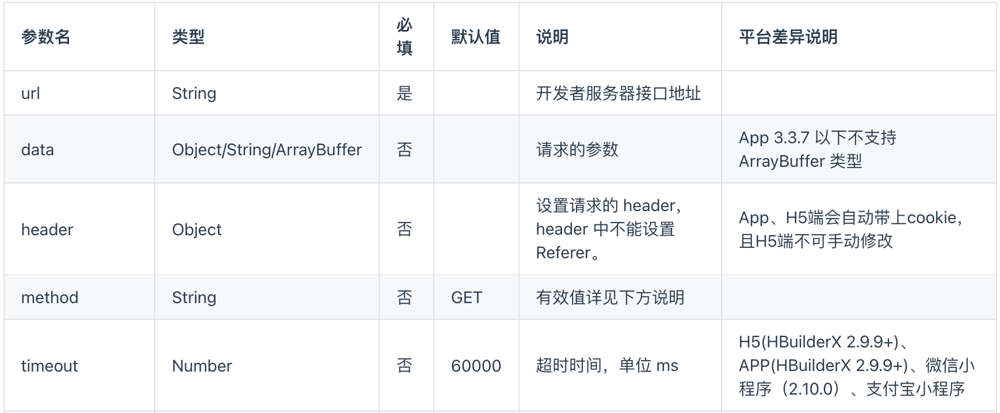 参数名 类型 必填 默认值 说明 平台差异说明
url String 是 开发者服务器接口地址
data Object/String/ArrayBuffer 否 请求的参数 App 3.3.7 以下不支持
ArrayBuffer 类型
header Object 否 设置请求的 header，
header 中不能设置
Referer。
App、H5端会自动带上cookie，
且H5端不可手动修改
method String 否 GET 有效值详见下方说明
timeout Number 否 60000 超时时间，单位 ms H5(HBuilderX 2.9.9+)、
APP(HBuilderX 2.9.9+)、微信小
程序（2.10.0）、支付宝小程序